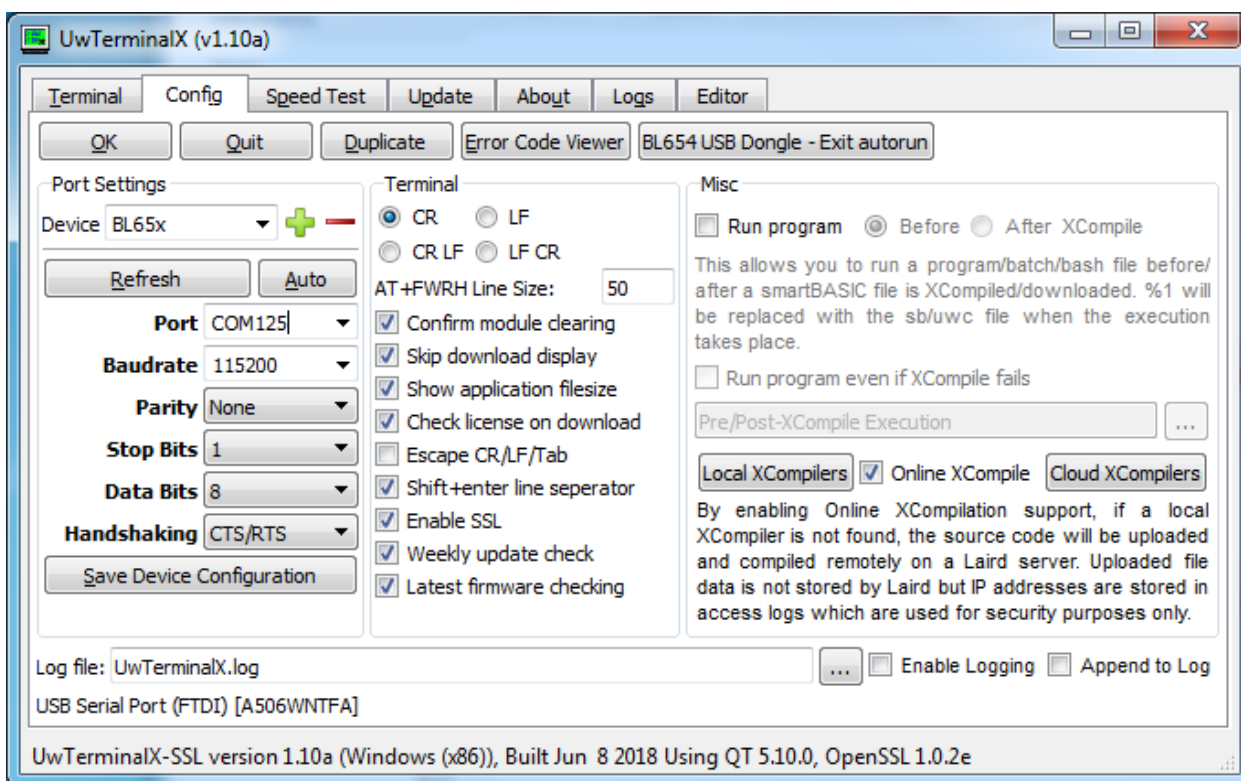 UwTerminalX (v1.10a)
Terminal Config Speed Test Update About Logs Editor
OK Quit Duplicate Error Code Viewer BL654 USB Dongle - Exit autorun
Port Settings
Device BL65x
Refresh Auto
Port COM125
Baudrate 115200
Parity None
Stop Bits 1
Data Bits 8
Handshaking CTS/RTS
Save Device Configuration
Terminal
CR LF
CR LF LF CR
AT+FWRH Line Size: 50
Confirm module clearing
Skip download display
Show application filesize
Check license on download
Escape CR/LF/Tab
Shift+enter line seperator
Enable SSL
Weekly update check
Latest firmware checking
Misc
Run program Before After XCompile
This allows you to run a program/batch/bash file before/
after a smartBASIC file is XCompiled/downloaded. %1 will
be replaced with the sb/uwc file when the execution
takes place.
Run program even if XCompile fails
Pre/Post-XCompile Execution ...
Local XCompilers Online XCompile Cloud XCompilers
By enabling Online XCompilation support, if a local
XCompiler is not found, the source code will be uploaded
and compiled remotely on a Laird server. Uploaded file
data is not stored by Laird but IP addresses are stored in
access logs which are used for security purposes only.
Log file: UwTerminalX.log ... Enable Logging Append to Log
USB Serial Port (FTDI) [A506WNTFA]
UwTerminalX-SSL version 1.10a (Windows (x86)), Built Jun 8 2018 Using QT 5.10.0, OpenSSL 1.0.2e